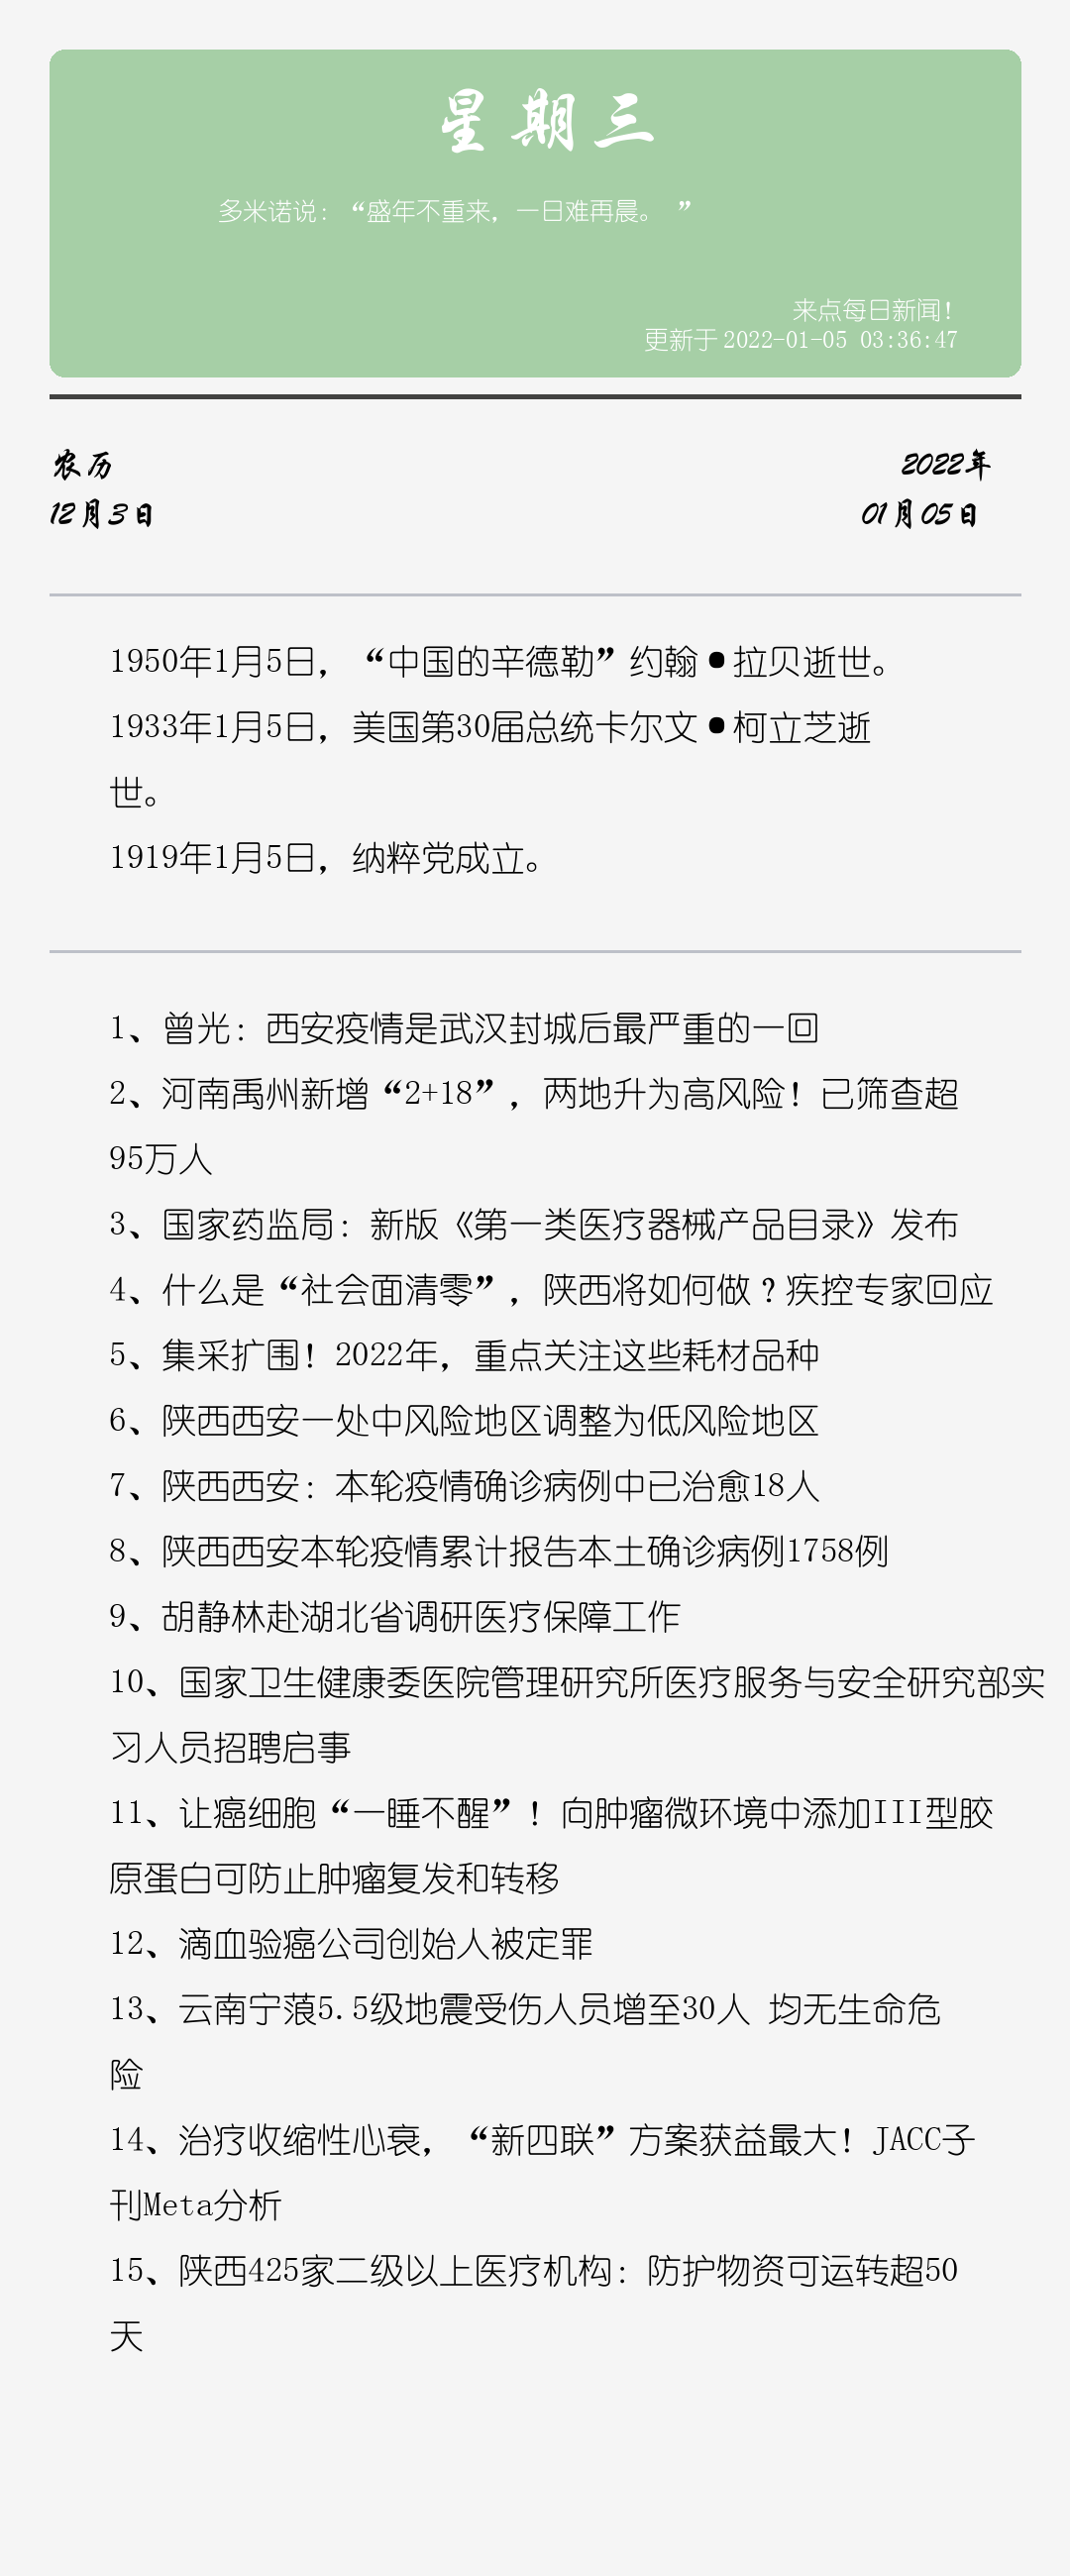 星期三
多米诺说：“盛年不重来，一日难再晨。 ”
来点每日新闻！
更新于 2022-01-05 03:36:47
农历
2022年
12月3日
01月05日
1950年1月5日，“中国的辛德勒”约翰•拉贝逝世。
1933年1月5日，美国第30届总统卡尔文•柯立芝逝
世。
1919年1月5日，纳粹党成立。
1、曾光：西安疫情是武汉封城后最严重的一回
2、河南禹州新增“2+18”，两地升为高风险！已筛查超
95万人
3、国家药监局：新版《第一类医疗器械产品目录》发布
4、什么是“社会面清零”，陕西将如何做？疾控专家回应
5、集采扩围！2022年，重点关注这些耗材品种
6、陕西西安一处中风险地区调整为低风险地区
7、陕西西安：本轮疫情确诊病例中已治愈18人
8、陕西西安本轮疫情累计报告本土确诊病例1758例
9、胡静林赴湖北省调研医疗保障工作
10、国家卫生健康委医院管理研究所医疗服务与安全研究部实
习人员招聘启事
11、让癌细胞“一睡不醒”！向肿瘤微环境中添加III型胶
原蛋白可防止肿瘤复发和转移
12、滴血验癌公司创始人被定罪
13、云南宁蒗5.5级地震受伤人员增至30人 均无生命危
险
14、治疗收缩性心衰，“新四联”方案获益最大！JACC子
刊Meta分析
15、陕西425家二级以上医疗机构：防护物资可运转超50
天